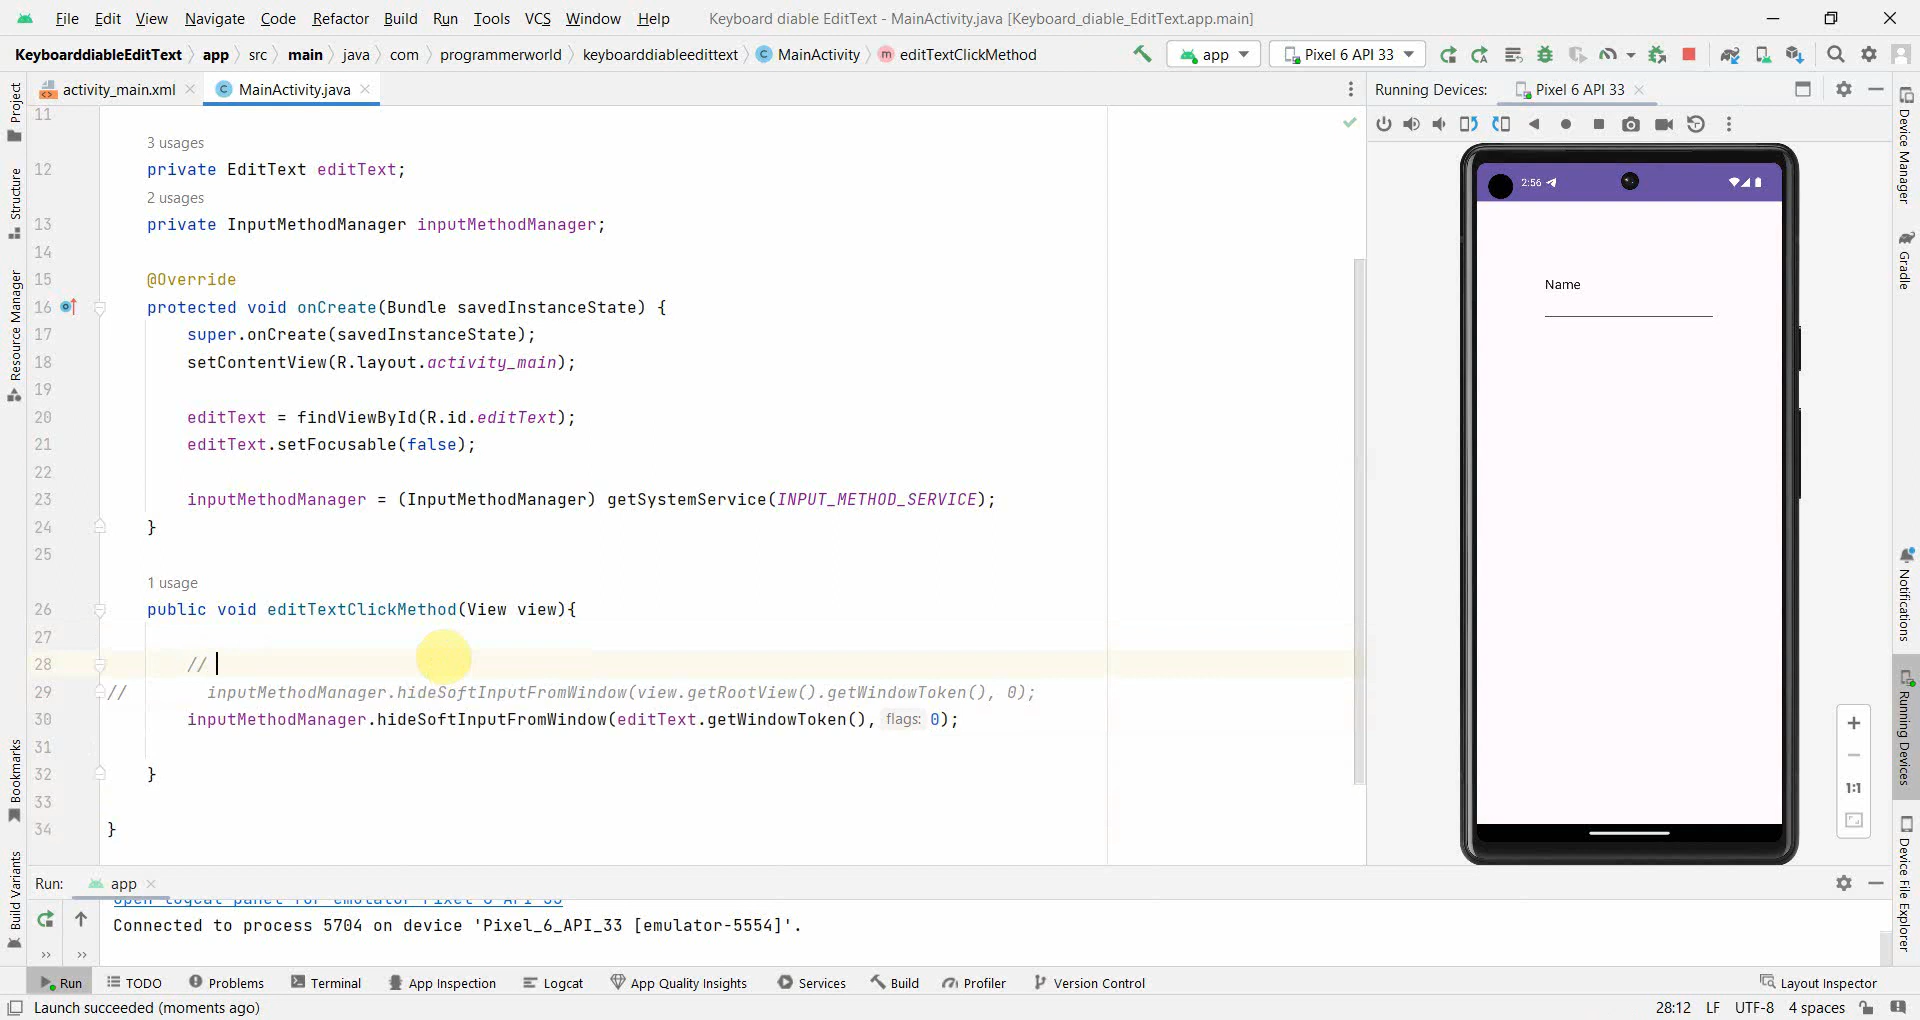 File Edit View Navigate Code Refactor Build Run Tools VCS Window Help Keyboard diable EditText - MainActivity.java [Keyboard_diable_EditText.app.main]
KeyboarddiableEditText app src main java com programmerworld keyboarddiableedittext MainActivity editTextClickMethod app Pixel 6 API 33
activity_main.xml MainActivity.java
Running Devices: Pixel 6 API 33
Project
Structure
Resource Manager
Bookmarks
Build Variants
11
3 usages
12 private EditText editText;
2 usages
13 private InputMethodManager inputMethodManager;
14
15 @Override
16 protected void onCreate(Bundle savedInstanceState) {
17 super.onCreate(savedInstanceState);
18 setContentView(R.layout.activity_main);
19
20 editText = findViewById(R.id.editText);
21 editText.setFocusable(false);
22
23 inputMethodManager = (InputMethodManager) getSystemService(INPUT_METHOD_SERVICE);
24 }
25
1 usage
26 public void editTextClickMethod(View view){
27
28 //
29 // inputMethodManager.hideSoftInputFromWindow(view.getRootView().getWindowToken(), 0);
30 inputMethodManager.hideSoftInputFromWindow(editText.getWindowToken(), flags: 0);
31
32 }
33
34 }
2:56
Name
1:1
Device Manager
Gradle
Notifications
Running Devices
Device File Explorer
Run: app
Open logcat panel for emulator Pixel 6 API 33
Connected to process 5704 on device 'Pixel_6_API_33 [emulator-5554]'.
Run TODO Problems Terminal App Inspection Logcat App Quality Insights Services Build Profiler Version Control Layout Inspector
Launch succeeded (moments ago) 28:12 LF UTF-8 4 spaces